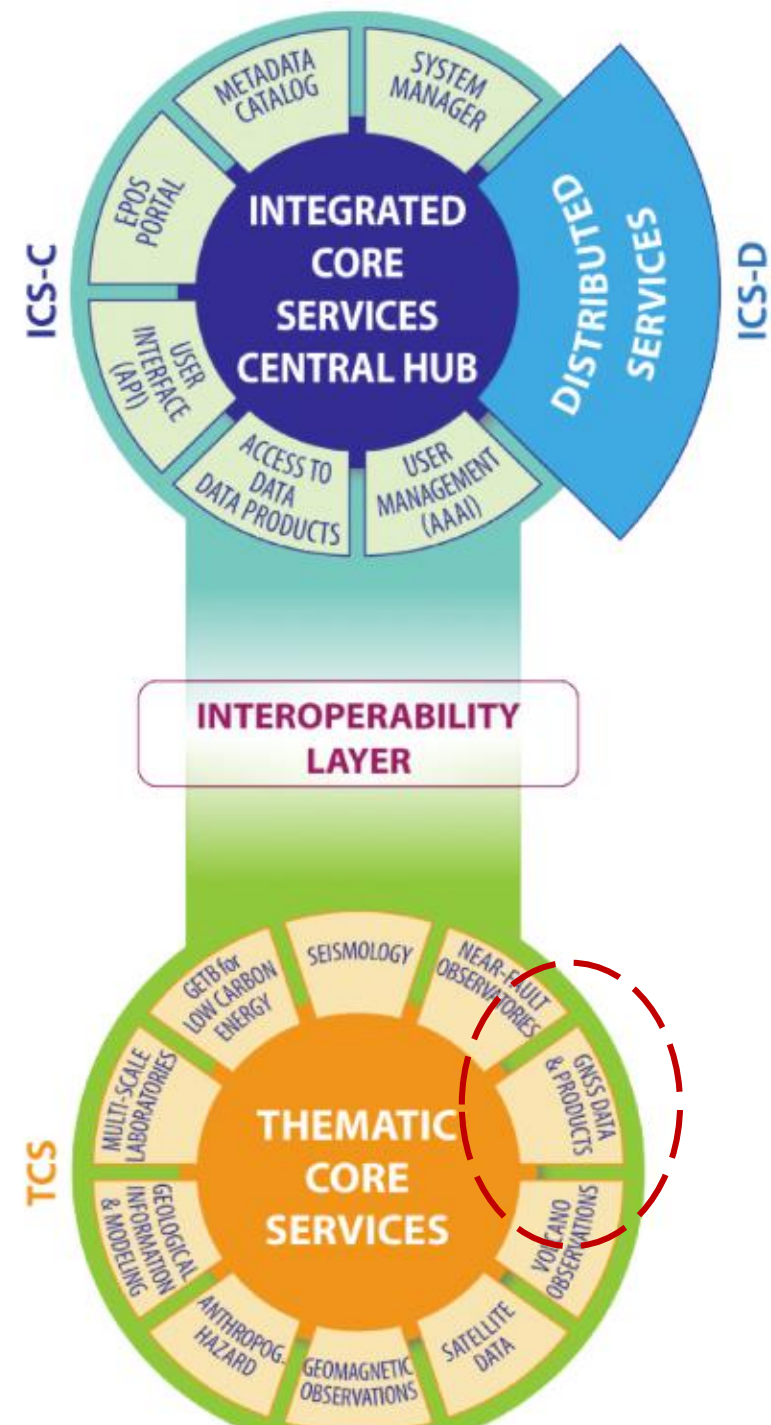 METADATA
CATALOG
SYSTEM
MANAGER
EPOS
PORTAL
INTEGRATED
CORE
SERVICES
CENTRAL HUB
DISTRIBUTED
SERVICES
ICS-C
ICS-D
USER
INTERFACE
(API)
ACCESS TO
DATA
DATA PRODUCTS
USER
MANAGEMENT
(AAAI)
INTEROPERABILITY
LAYER
GETB for
LOW CARBON
ENERGY
SEISMOLOGY
NEAR-FAULT
OBSERVATORIES
MULTI-SCALE
LABORATORIES
GNSS DATA
& PRODUCTS
THEMATIC
CORE
SERVICES
TCS
GEOLOGICAL
INFORMATION
& MODELING
VOLCANO
OBSERVATIONS
ANTHROPOG.
HAZARD
GEOMAGNETIC
OBSERVATIONS
SATELLITE
DATA